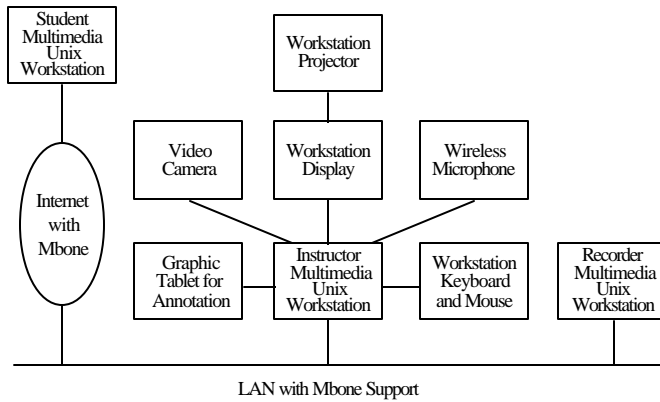 Student
Multimedia
Unix
Workstation
Workstation
Projector
Video
Camera
Workstation
Display
Wireless
Microphone
Internet
with
Mbone
Graphic
Tablet for
Annotation
Instructor
Multimedia
Unix
Workstation
Workstation
Keyboard
and Mouse
Recorder
Multimedia
Unix
Workstation
LAN with Mbone Support